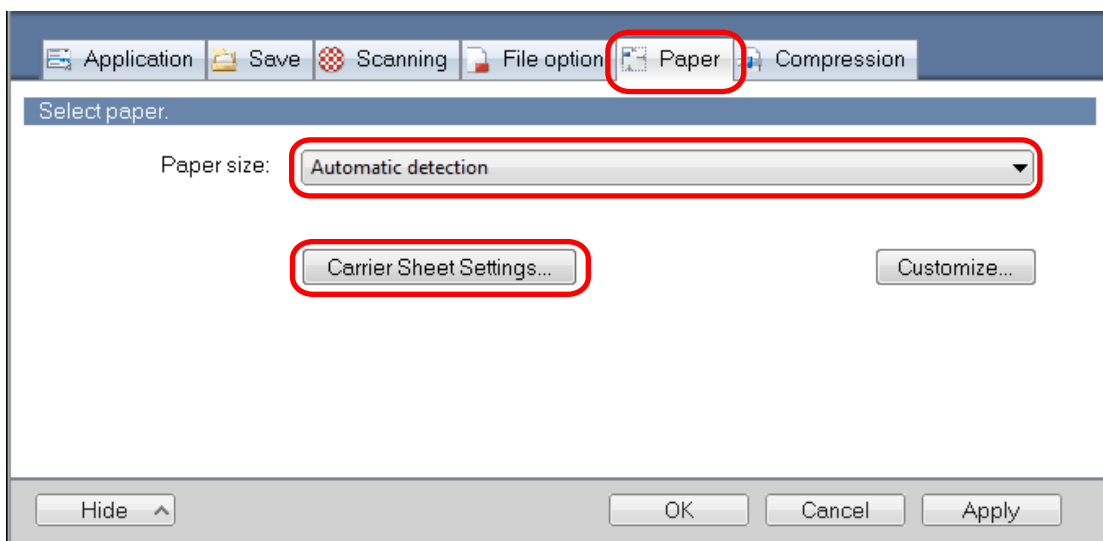 Application Save Scanning File option Paper Compression
Select paper.
Paper size: Automatic detection
Carrier Sheet Settings... Customize...
Hide OK Cancel Apply